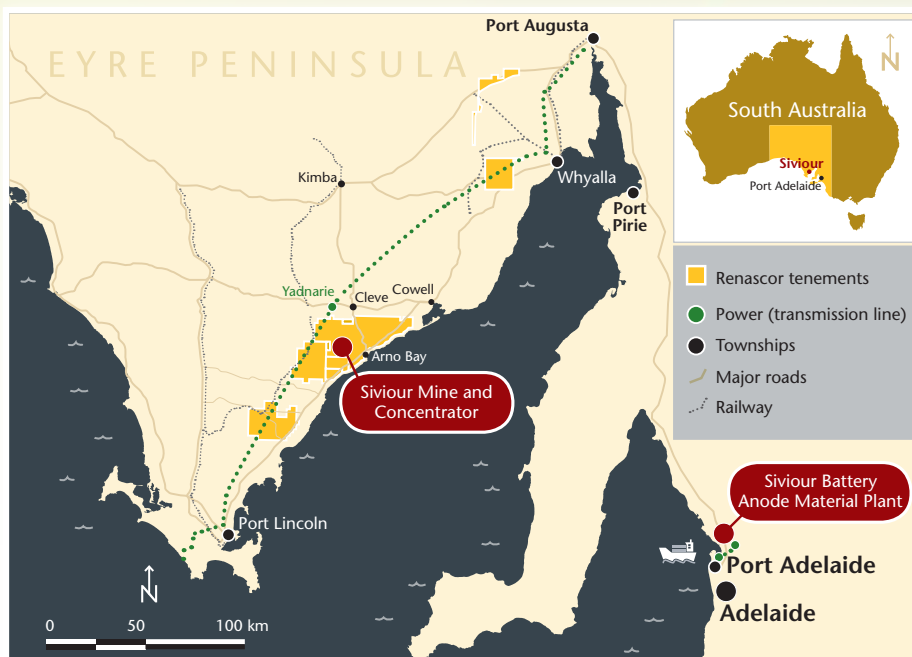 Port Augusta
EYRE PENINSULA
N
South Australia
Siviour
Port Adelaide
Kimba
Whyalla
Port
Pirie
Renascor tenements
Power (transmission line)
Townships
Major roads
Railway
Yadnarie
Cleve
Cowell
Arno Bay
Siviour Mine and
Concentrator
Siviour Battery
Anode Material Plant
Port Lincoln
Port Adelaide
Adelaide
N
0 50 100 km